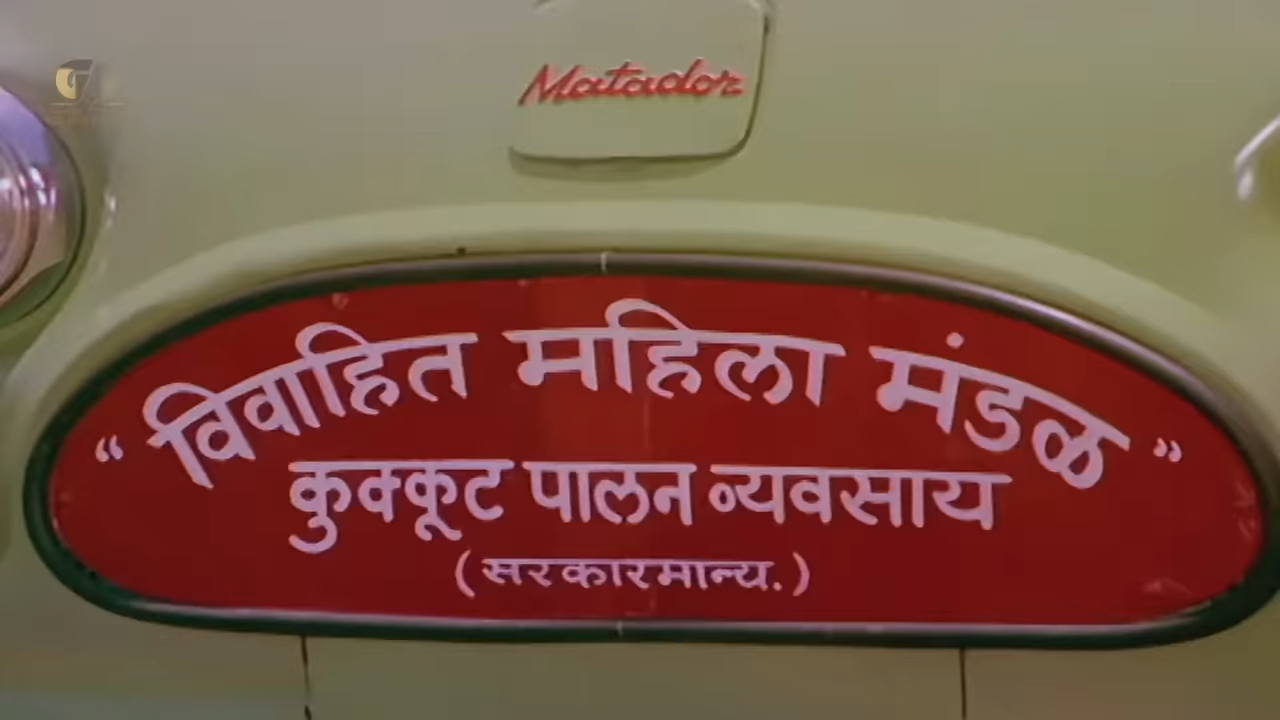 Matador
“ विवाहित महिला मंडळ ”
कुक्कूट पालन व्यवसाय
(सरकारमान्य.)